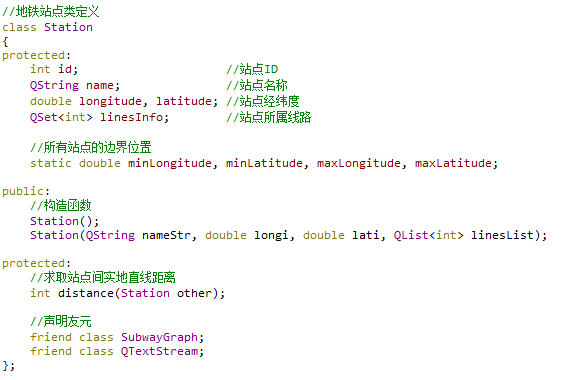 //地铁站点类定义
class Station
{
protected:
    int id;                     //站点ID
    QString name;               //站点名称
    double longitude, latitude; //站点经纬度
    QSet<int> linesInfo;        //站点所属线路

    //所有站点的边界位置
    static double minLongitude, minLatitude, maxLongitude, maxLatitude;

public:
    //构造函数
    Station();
    Station(QString nameStr, double longi, double lati, QList<int> linesList);

protected:
    //求取站点间实地直线距离
    int distance(Station other);

    //声明友元
    friend class SubwayGraph;
    friend class QTextStream;
};